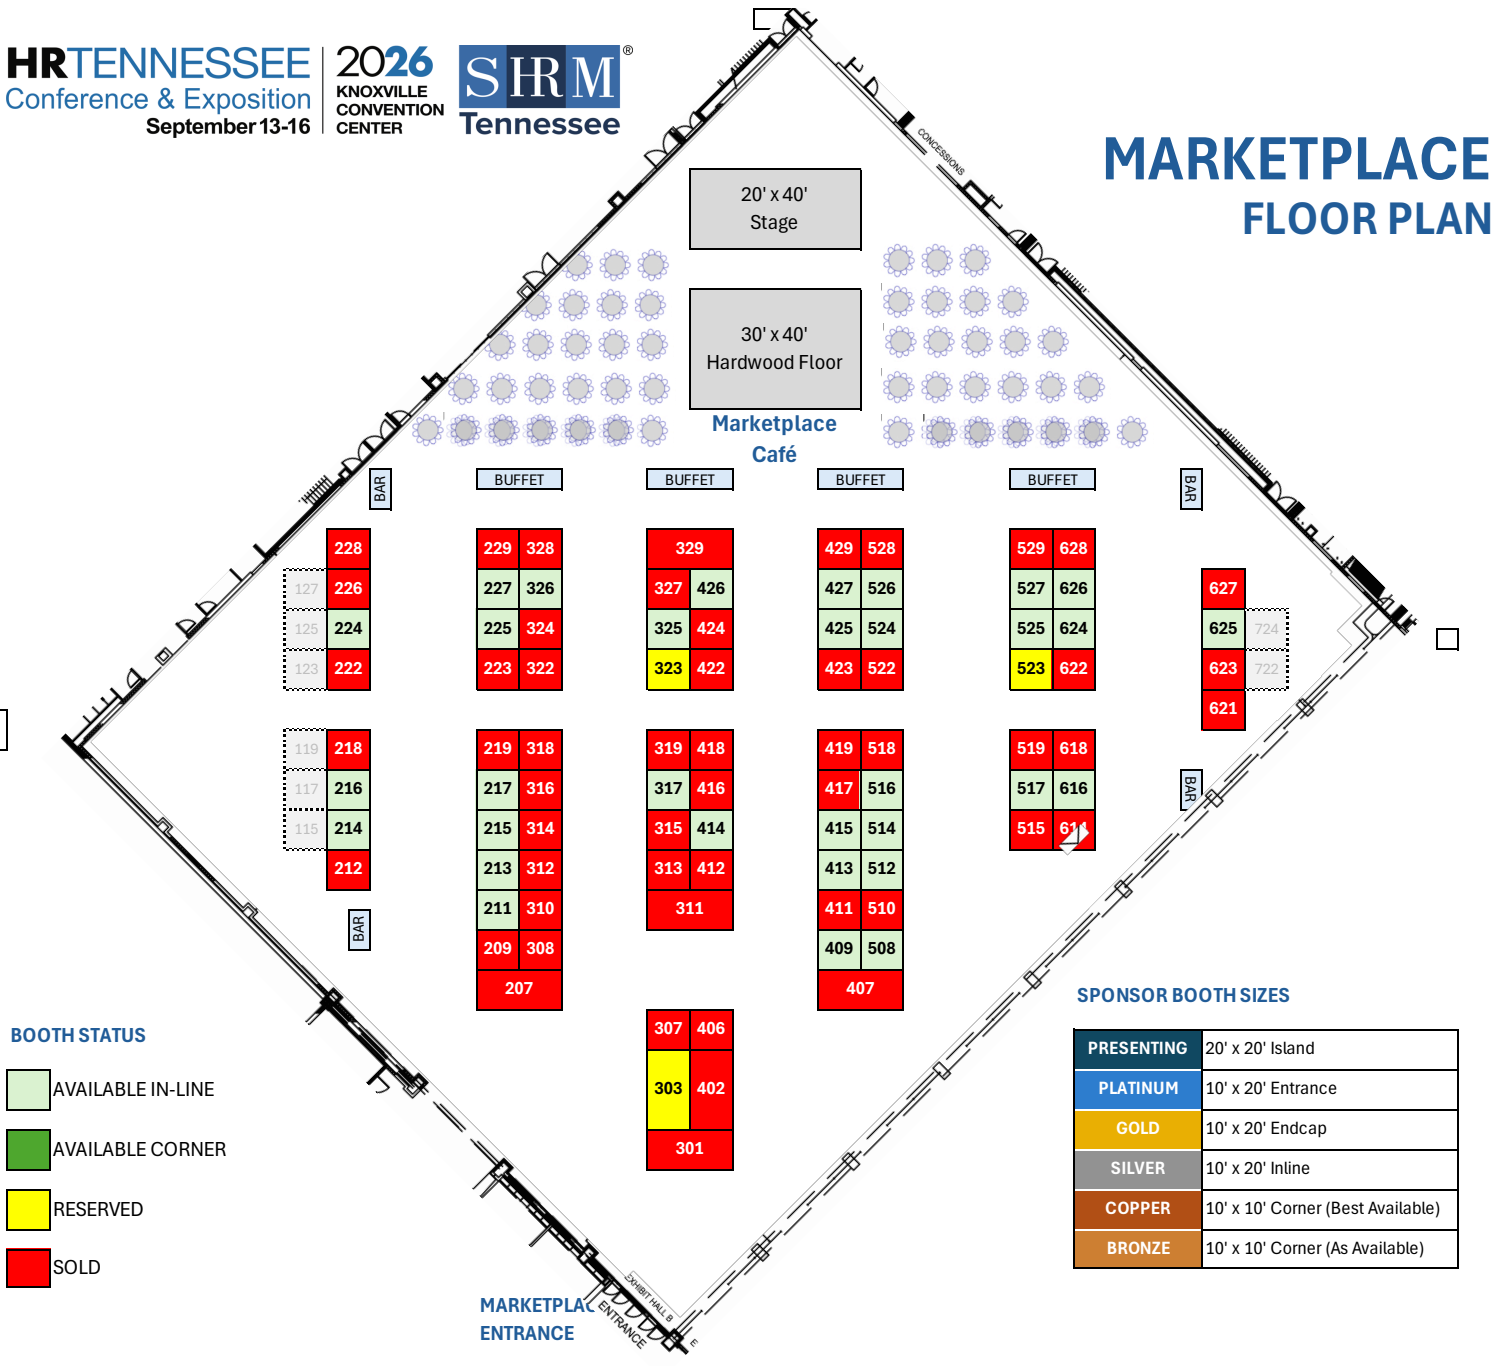 HRTENNESSEE
Conference & Exposition
September 13-16
2026
KNOXVILLE
CONVENTION
CENTER
SHRM®
Tennessee
MARKETPLACE
FLOOR PLAN
CONCESSIONS
20' x 40'
Stage
30' x 40'
Hardwood Floor
Marketplace
Café
BAR
BUFFET
BUFFET
BUFFET
BUFFET
BAR
228 229 328 329 429 528 529 628
127 226 227 326 327 426 427 526 527 626 627
125 224 225 324 325 424 425 524 525 624 625 724
123 222 223 322 323 422 423 522 523 622 623 722
621
119 218 219 318 319 418 419 518 519 618
117 216 217 316 317 416 417 516 517 616 BAR
115 214 215 314 315 414 415 514 515 614
212 213 312 313 412 413 512
BAR 211 310 311 411 510
209 308 409 508
207 407
307 406
303 402
301
BOOTH STATUS
AVAILABLE IN-LINE
AVAILABLE CORNER
RESERVED
SOLD
SPONSOR BOOTH SIZES
PRESENTING 20' x 20' Island
PLATINUM 10' x 20' Entrance
GOLD 10' x 20' Endcap
SILVER 10' x 20' Inline
COPPER 10' x 10' Corner (Best Available)
BRONZE 10' x 10' Corner (As Available)
MARKETPLAC
ENTRANCE
EXHIBIT HALL B
ENTRANCE
E